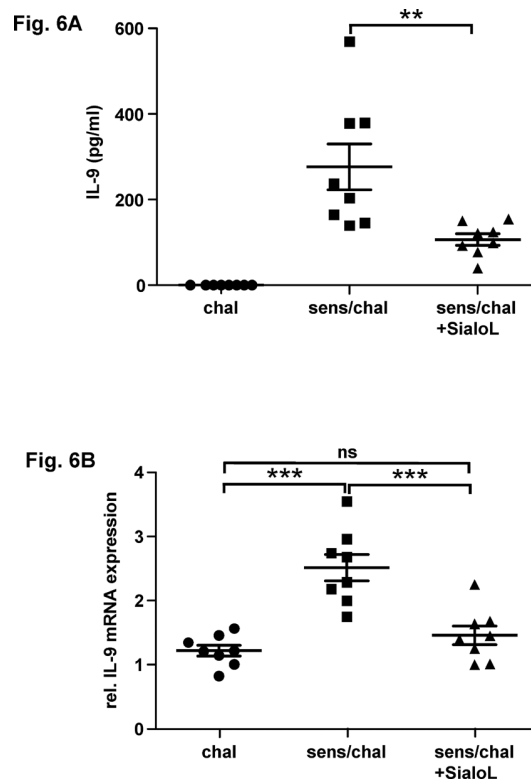 Fig. 6A
**
600
400
200
0
IL-9 (pg/ml)
chal
sens/chal
sens/chal
+SialoL
Fig. 6B
ns
***
***
4
3
2
1
0
rel. IL-9 mRNA expression
chal
sens/chal
sens/chal
+SialoL